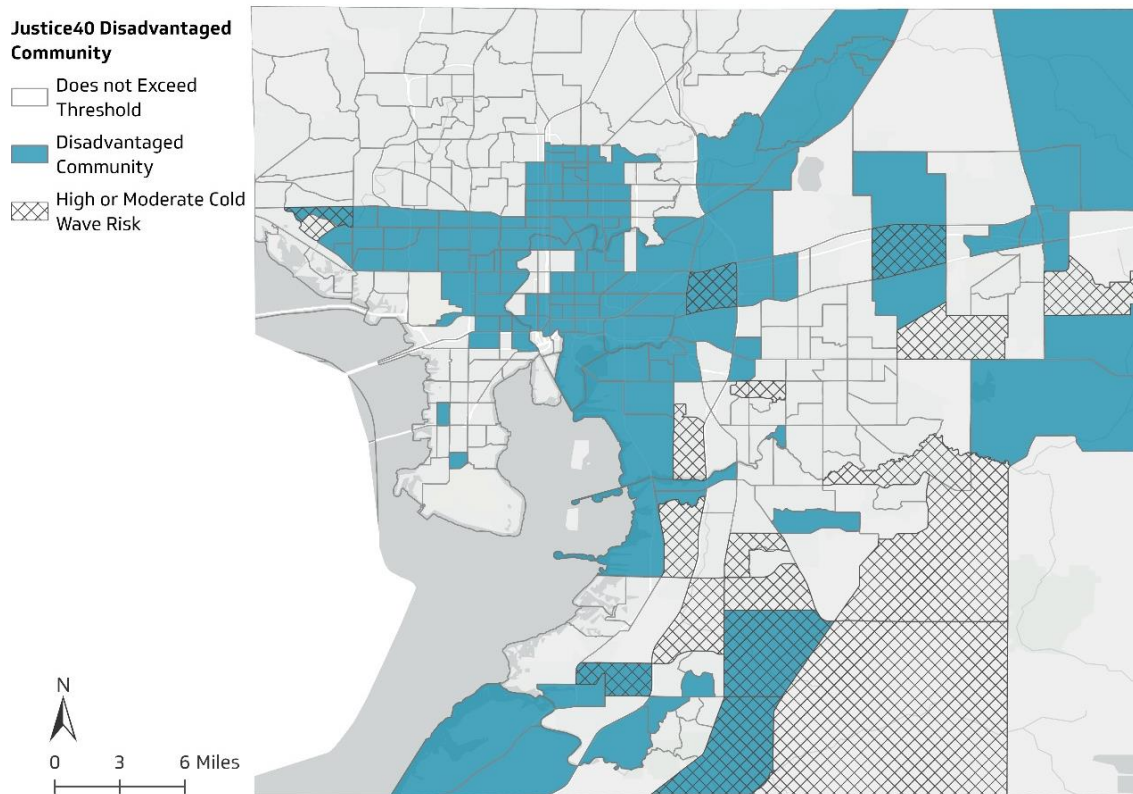 Justice40 Disadvantaged
Community
Does not Exceed
Threshold
Disadvantaged
Community
High or Moderate Cold
Wave Risk
N
0 3 6 Miles